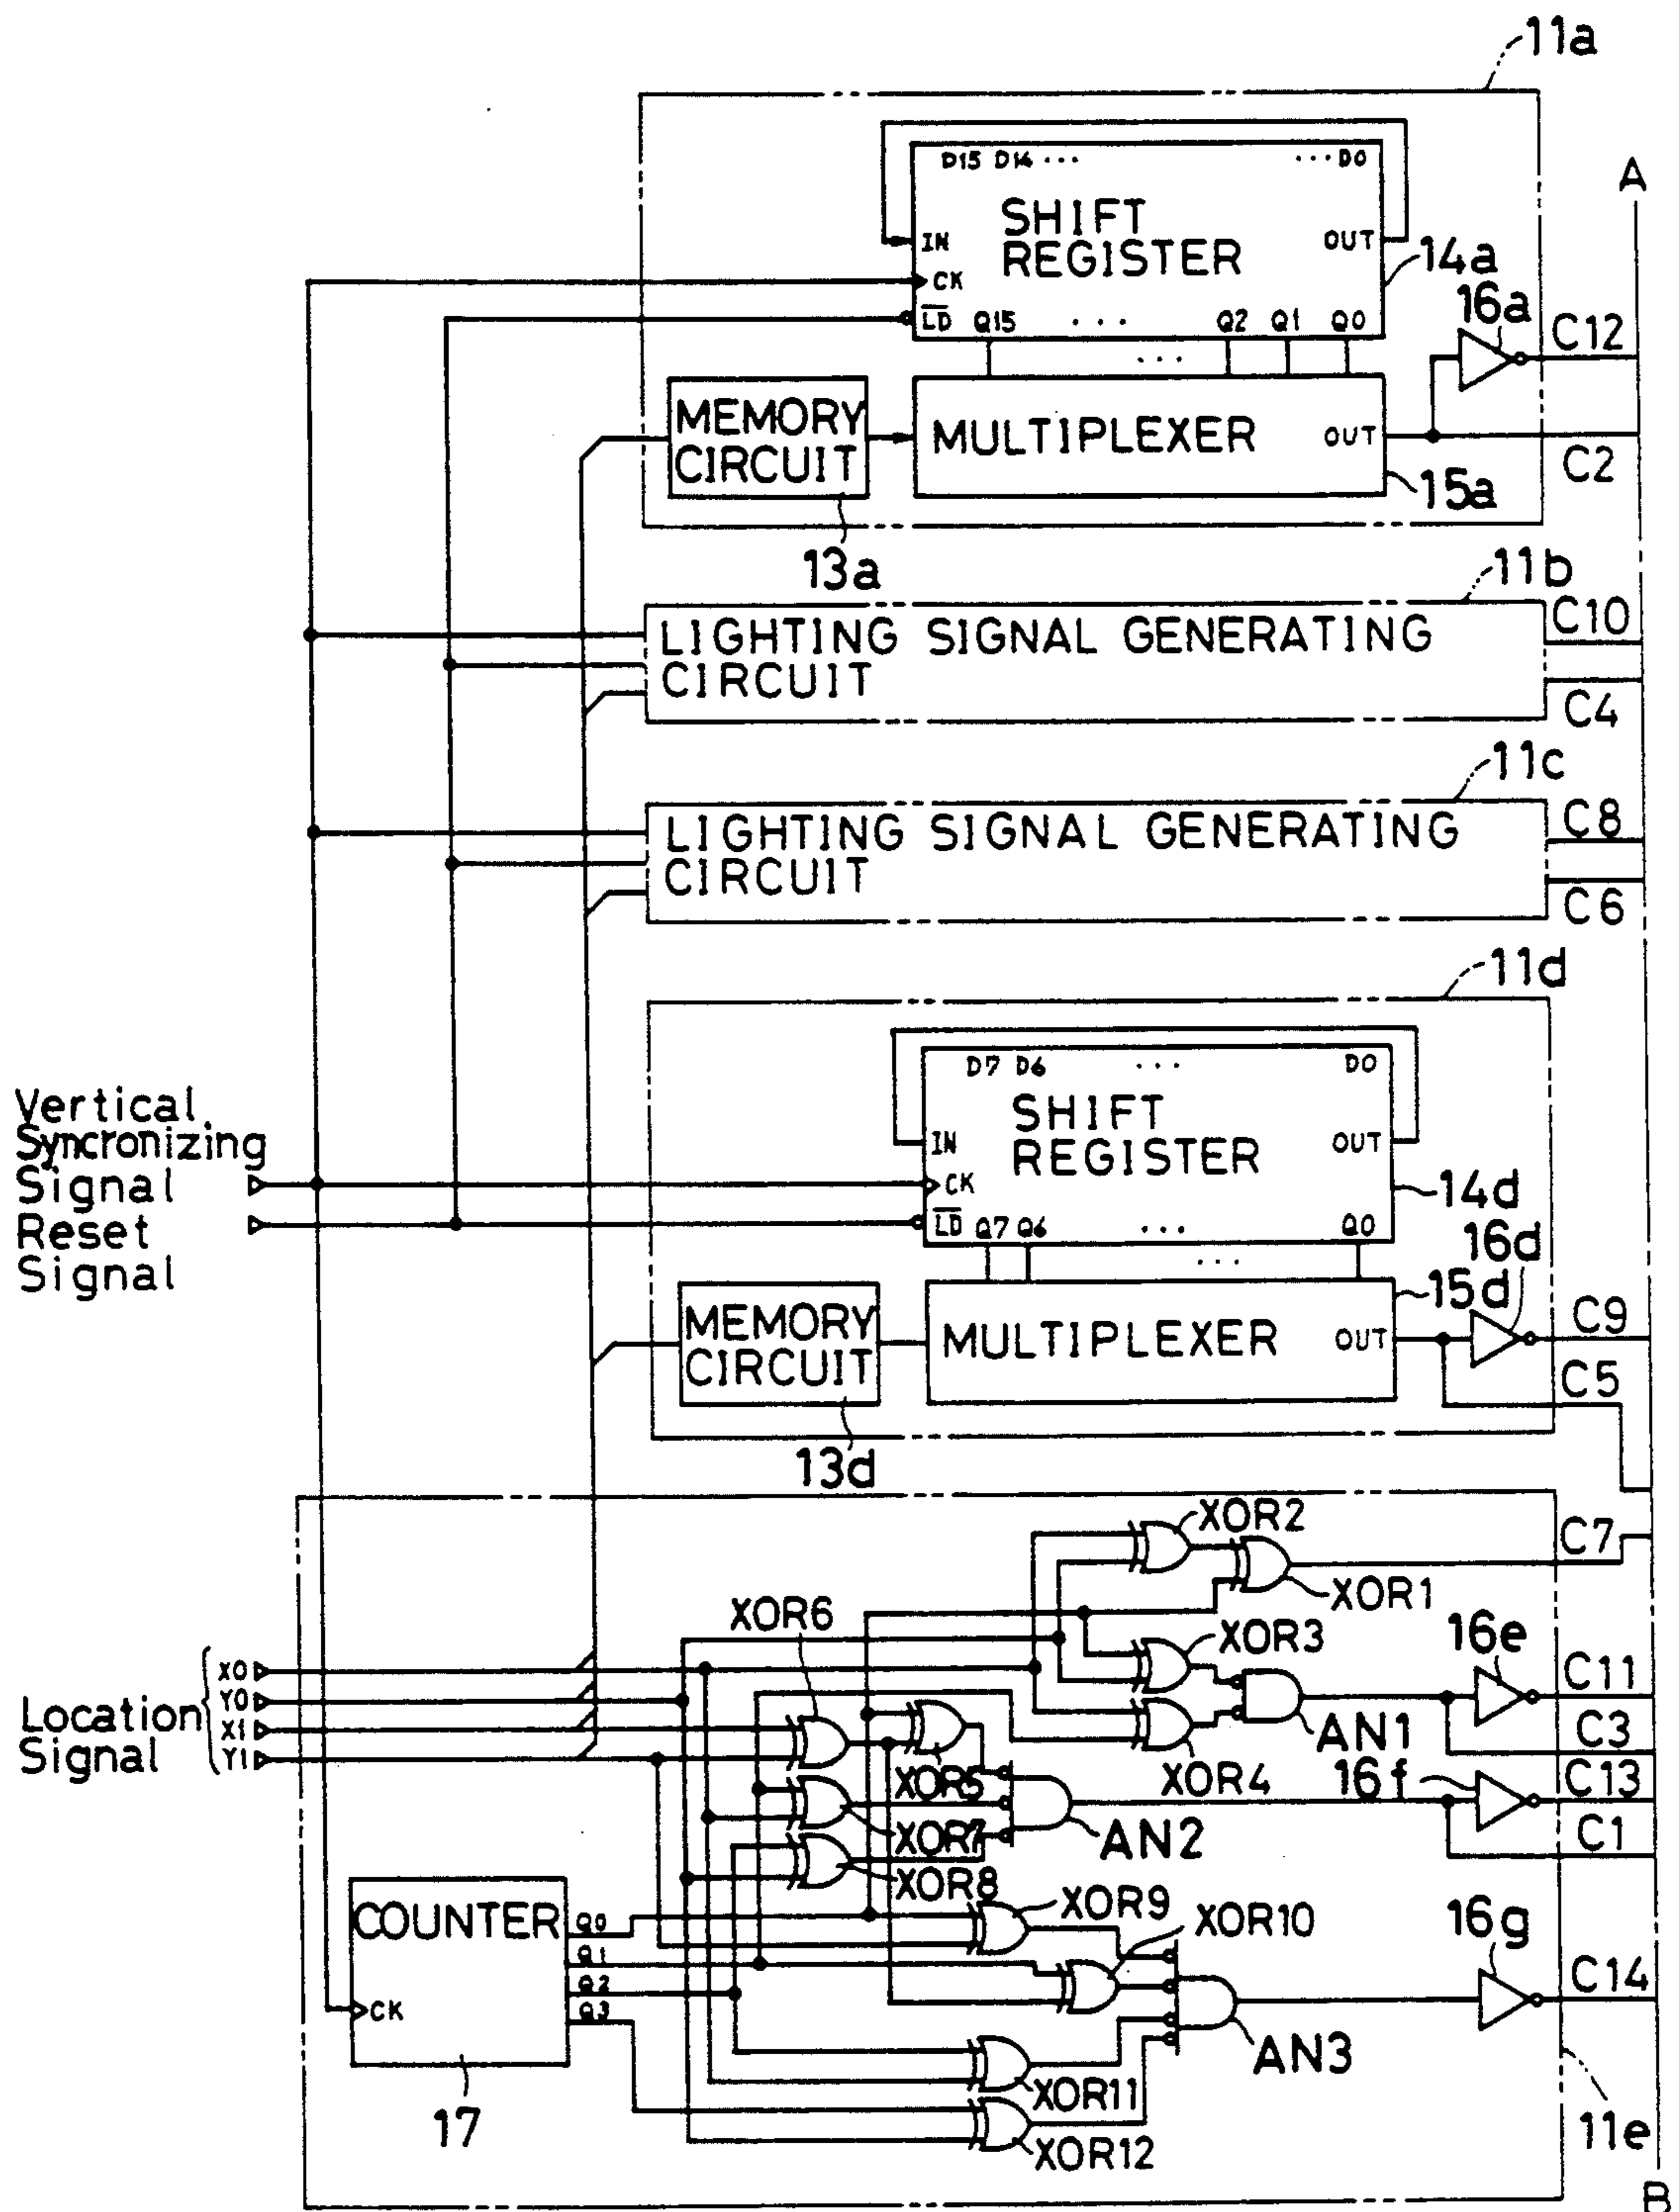 11a
D15 D14 ··· ···D0
A
SHIFT
REGISTER
IN
OUT
CK
14a
LD Q15 ··· Q2 Q1 Q0
16a
C12
···
MEMORY
CIRCUIT
MULTIPLEXER OUT
C2
15a
13a
11b
C10
LIGHTING SIGNAL GENERATING
CIRCUIT
C4
11c
C8
LIGHTING SIGNAL GENERATING
CIRCUIT
C6
11d
D7 D6 ··· D0
SHIFT
REGISTER
IN
OUT
CK
14d
LD Q7 Q6 ··· Q0
16d
···
Vertical
Syncronizing
Signal
Reset
Signal
15d
MEMORY
CIRCUIT
MULTIPLEXER OUT
C9
C5
13d
XOR2
C7
XOR1
XOR6
XOR3
16e
C11
Location
Signal
X0
Y0
X1
Y1
AN1
C3
XOR5
XOR4
16f
C13
XOR7
AN2
C1
XOR8
COUNTER
Q0
Q1
Q2
Q3
CK
XOR9
XOR10
16g
C14
AN3
XOR11
17
XOR12
11e
B